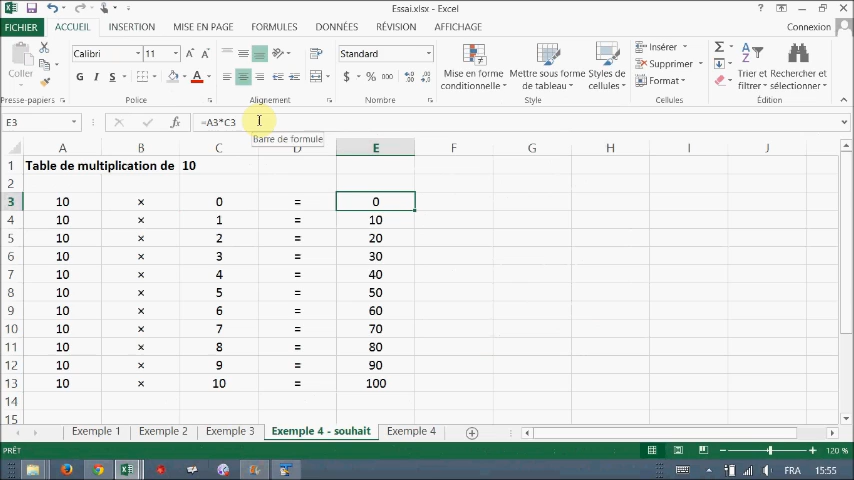 Essai.xlsx - Excel
FICHIER ACCUEIL INSERTION MISE EN PAGE FORMULES DONNÉES RÉVISION AFFICHAGE Connexion
Coller
Calibri 11
G I S
Standard
$ % 000
Mise en forme conditionnelle
Mettre sous forme de tableau
Styles de cellules
Insérer
Supprimer
Format
Trier et filtrer
Rechercher et sélectionner
Presse-papiers Police Alignement Nombre Style Cellules Édition
E3 =A3*C3
Barre de formule
A B C D E F G H I J
1 Table de multiplication de 10
2
3 10 × 0 = 0
4 10 × 1 = 10
5 10 × 2 = 20
6 10 × 3 = 30
7 10 × 4 = 40
8 10 × 5 = 50
9 10 × 6 = 60
10 10 × 7 = 70
11 10 × 8 = 80
12 10 × 9 = 90
13 10 × 10 = 100
14
15
Exemple 1 Exemple 2 Exemple 3 Exemple 4 - souhait Exemple 4
PRÊT 120 %
FRA 15:55